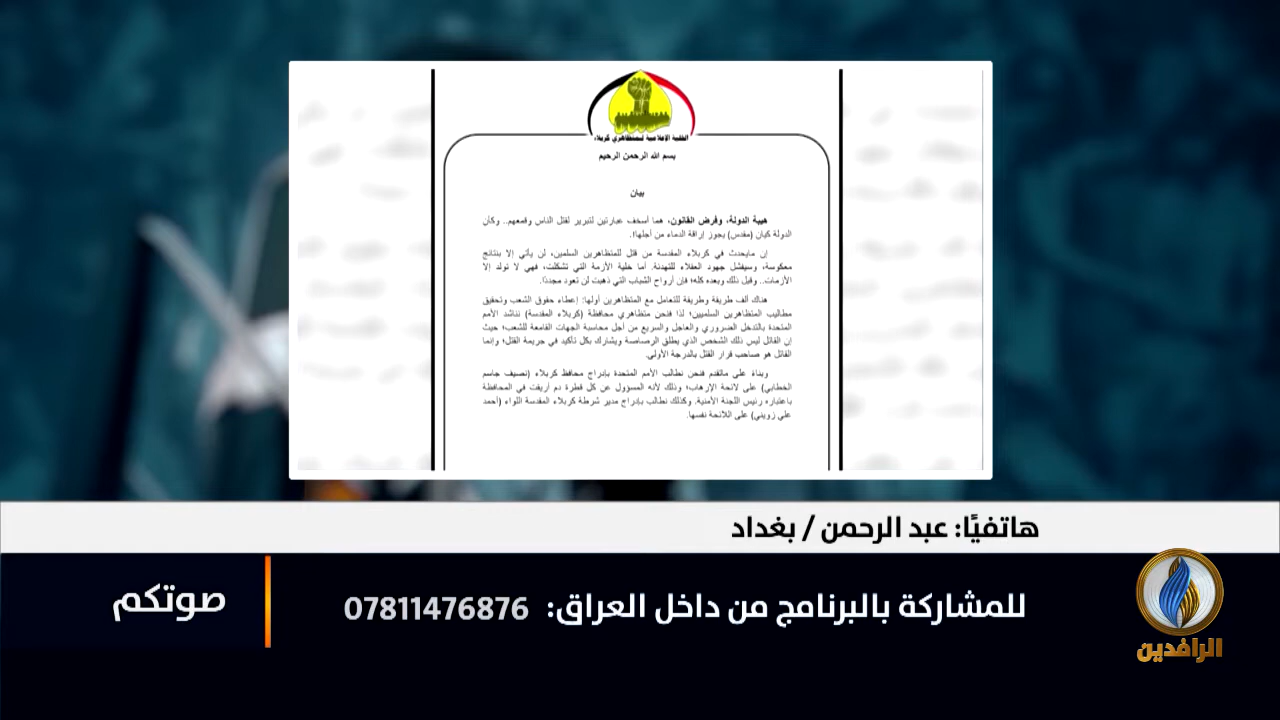 الخلية الإعلامية لمتظاهري كربلاء
بسم الله الرحمن الرحيم
بيان
هيبة الدولة، وفرض القانون، هما أسخف عبارتين لتبرير لقتل الناس وقمعهم.. وكأن
الدولة كيان (مقدس) يجوز إراقة الدماء من أجلها!.
إن مايحدث في كربلاء المقدسة من قتل للمتظاهرين السلمين، لن يأتي إلا بنتائج
معكوسة، وسيفشل جهود العقلاء للتهدئة. أما خلية الأزمة التي تشكلت، فهي لا تولد إلا
الأزمات.. وقبل ذلك وبعده كله؛ فإن أرواح الشباب التي ذهبت لن تعود مجددًا.
هناك ألف طريقة وطريقة للتعامل مع المتظاهرين أولها: إعطاء حقوق الشعب وتحقيق
مطاليب المتظاهرين السلميين؛ لذا فنحن متظاهري محافظة (كربلاء المقدسة) نناشد الأمم
المتحدة بالتدخل الضروري والعاجل والسريع من أجل محاسبة الجهات القامعة للشعب؛ حيث
إن القاتل ليس ذلك الشخص الذي يطلق الرصاصة ويشارك بكل تأكيد في جريمة القتل؛ وإنما
القاتل هو صاحب قرار القتل بالدرجة الأولى.
وبناءً على ماتقدم فنحن نطالب الأمم المتحدة بإدراج محافظ كربلاء (نصيف جاسم
الخطابي) على لائحة الإرهاب؛ وذلك لأنه المسؤول عن كل قطرة دم أريقت في المحافظة
باعتباره رئيس اللجنة الأمنية. وكذلك نطالب بإدراج مدير شرطة كربلاء المقدسة اللواء (أحمد
علي زويني) على اللائحة نفسها.
هاتفيًا: عبد الرحمن / بغداد
للمشاركة بالبرنامج من داخل العراق: 07811476876
صوتكم
الرافدين